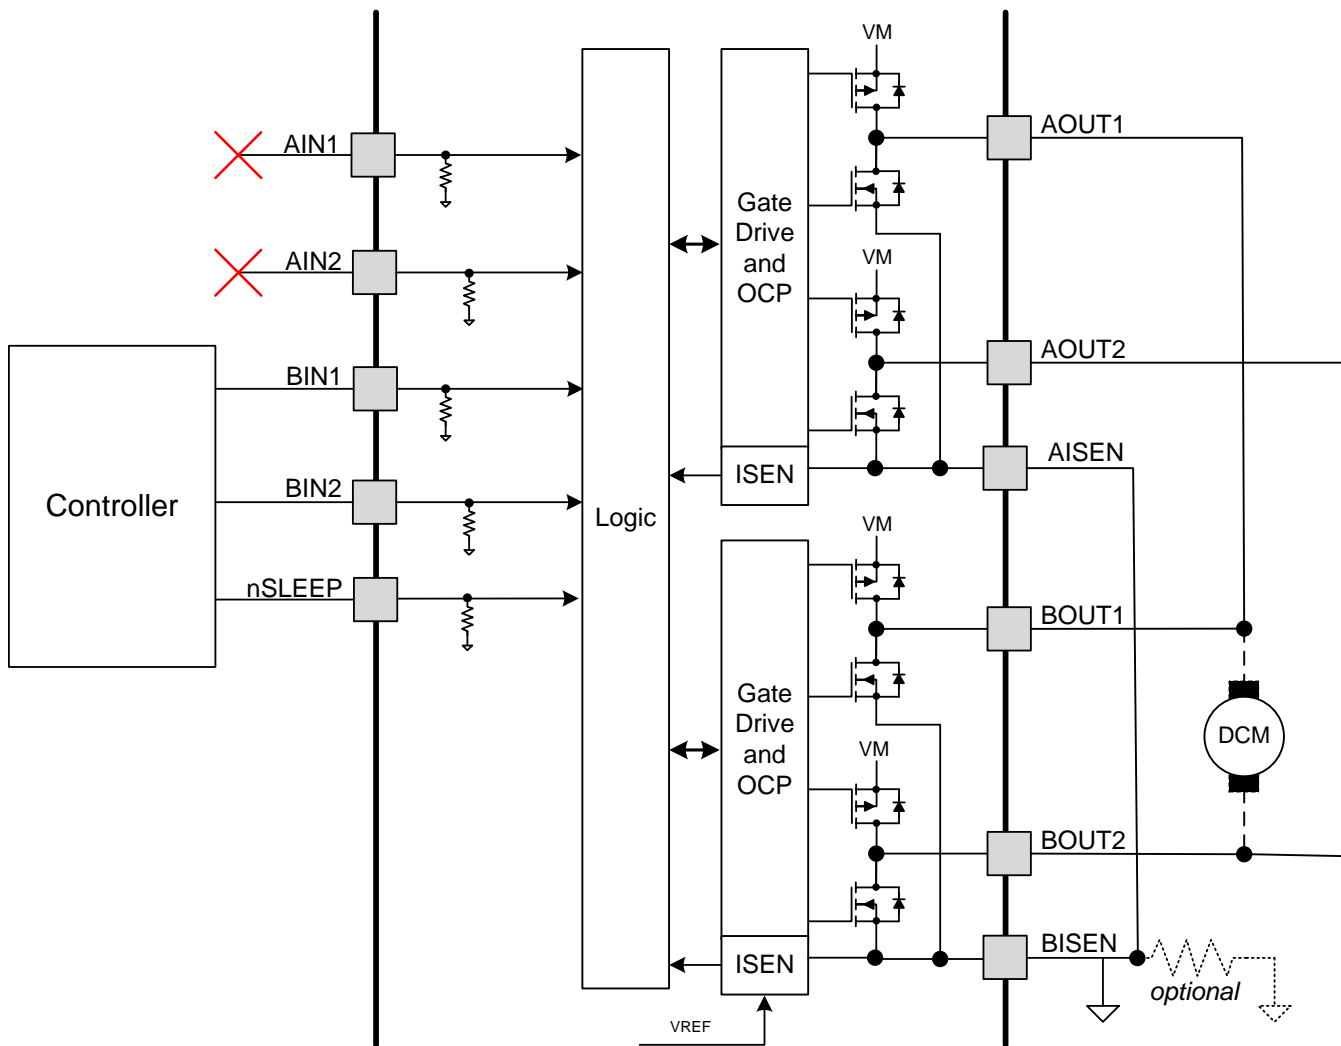 VM
AIN1
AOUT1
Gate
Drive
and
OCP
AIN2
VM
BIN1
AOUT2
Controller
BIN2
Logic
ISEN
AISEN
VM
nSLEEP
BOUT1
Gate
Drive
and
OCP
VM
DCM
BOUT2
ISEN
BISEN
optional
VREF